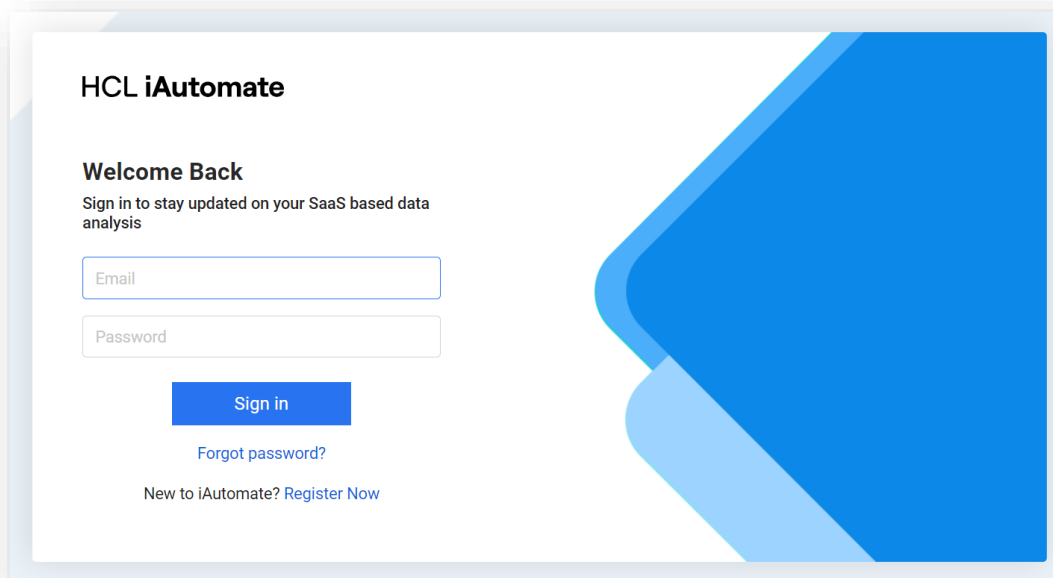 HCL iAutomate
Welcome Back
Sign in to stay updated on your SaaS based data
analysis
Email
Password
Sign in
Forgot password?
New to iAutomate? Register Now